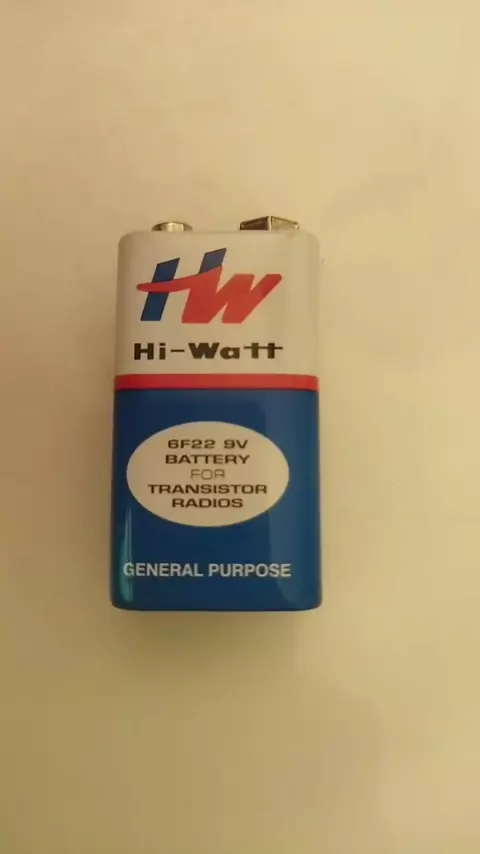 HW
Hi-Watt
6F22 9V
BATTERY
FOR
TRANSISTOR
RADIOS
GENERAL PURPOSE